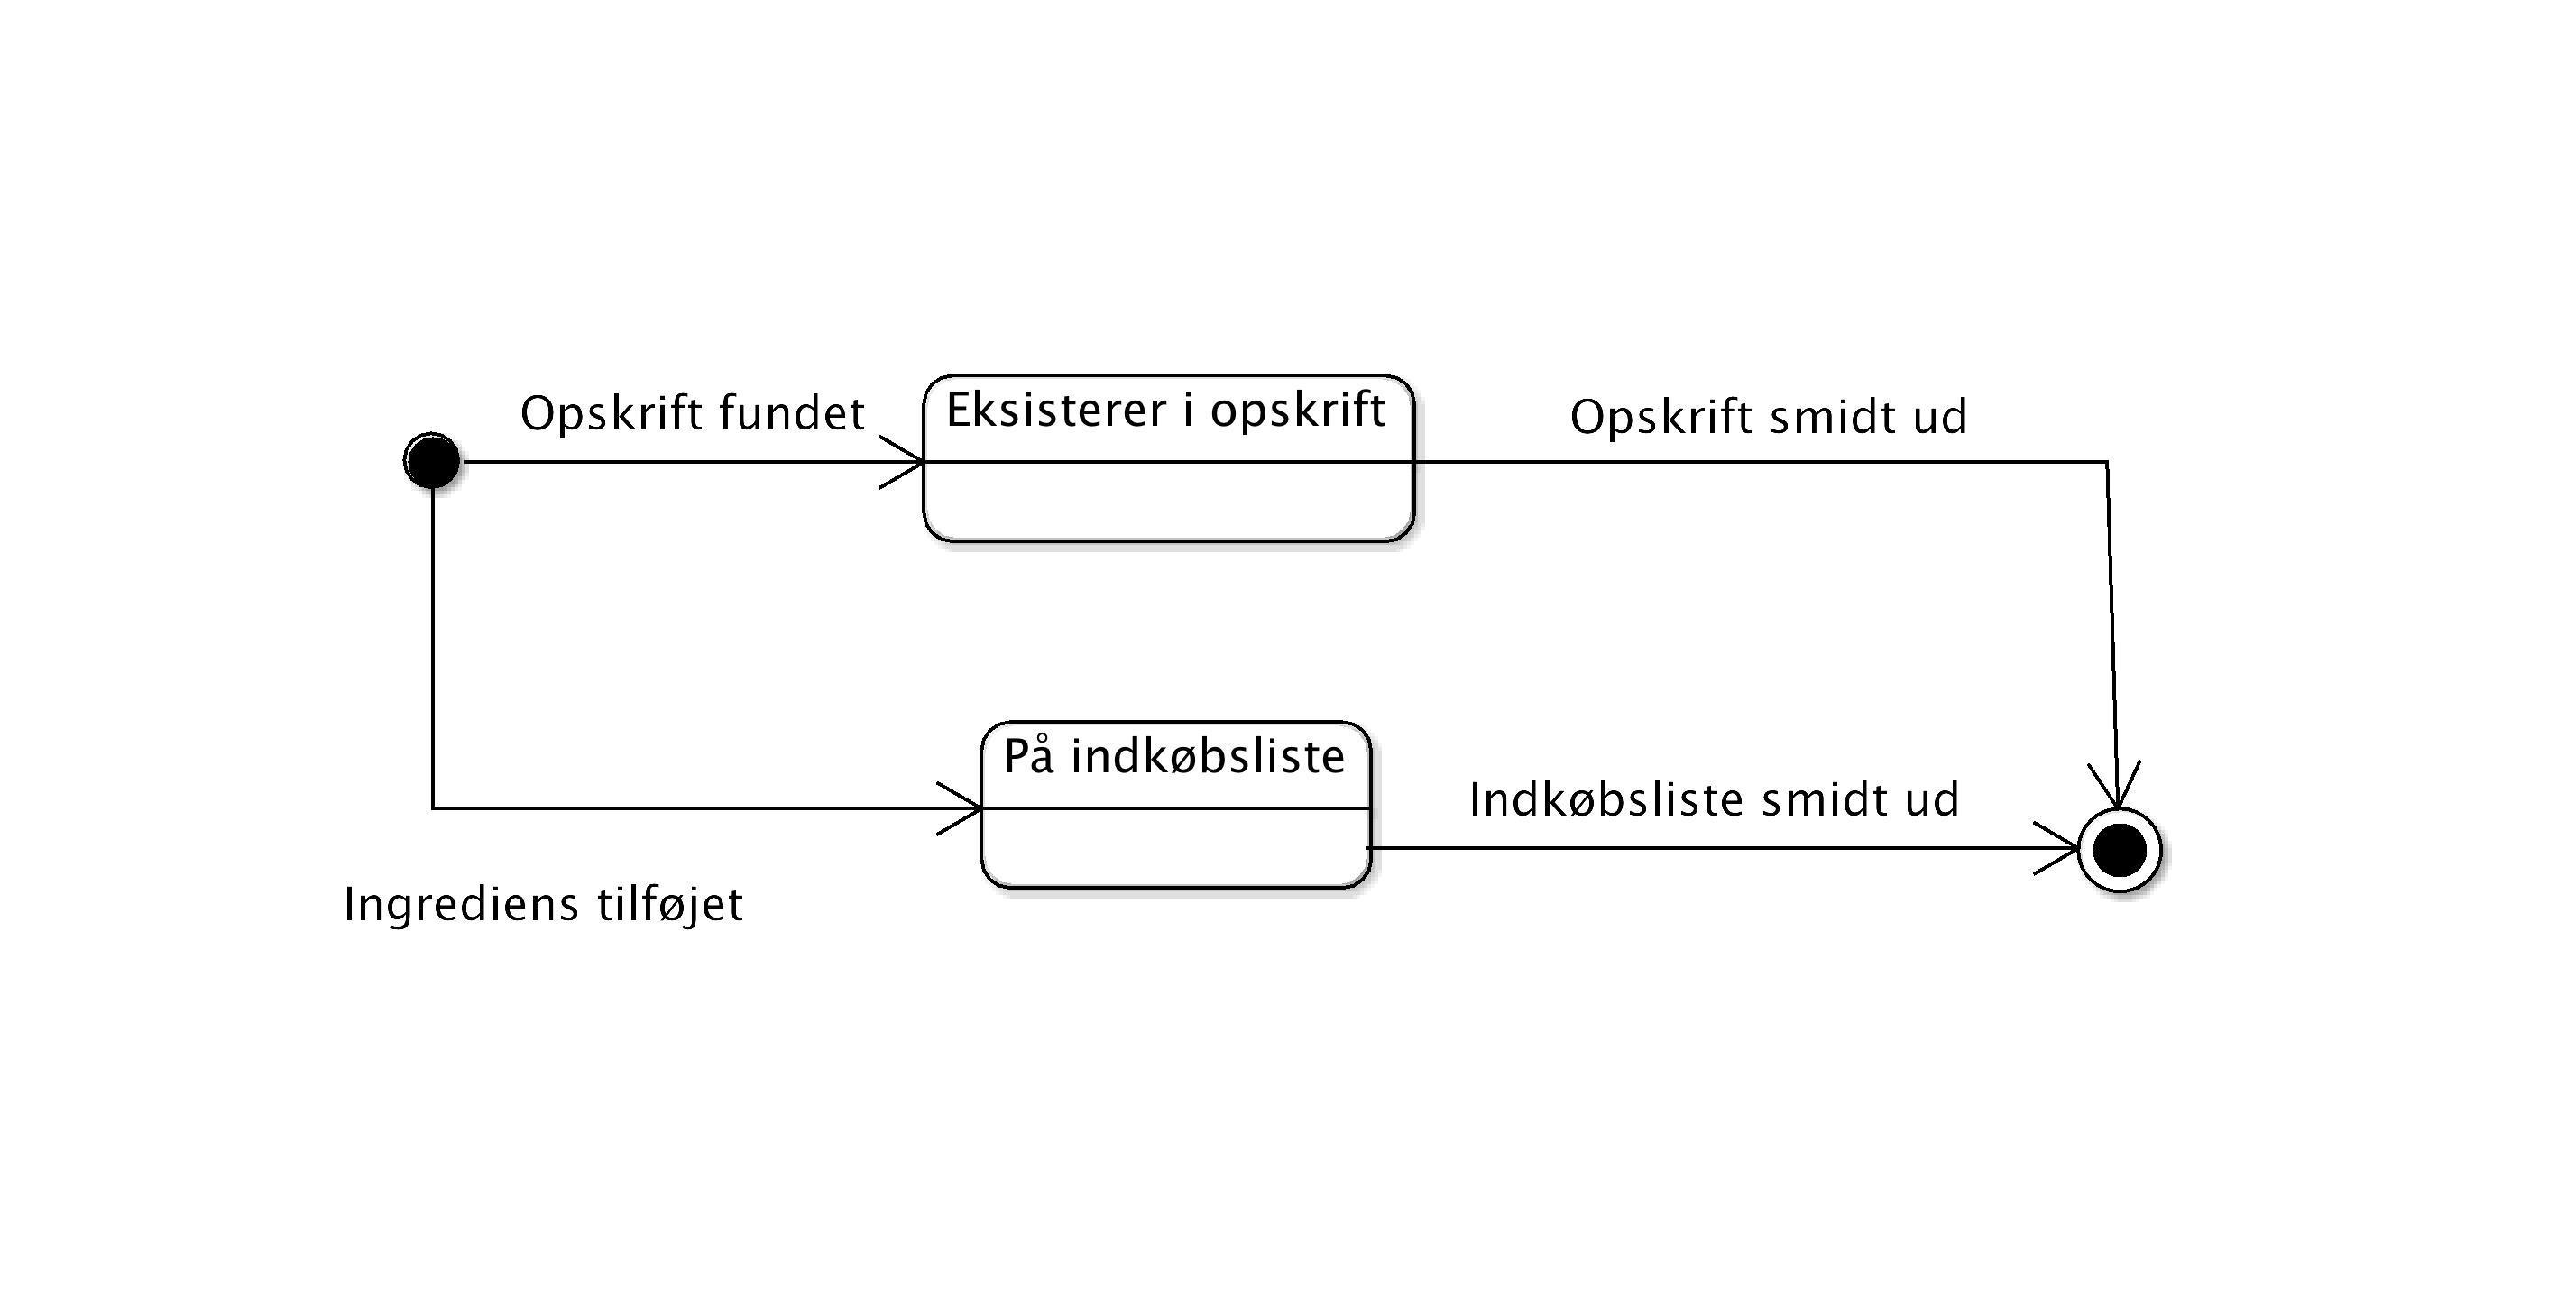 Opskrift fundet
Eksisterer i opskrift
Opskrift smidt ud
På indkøbsliste
Indkøbsliste smidt ud
Ingrediens tilføjet